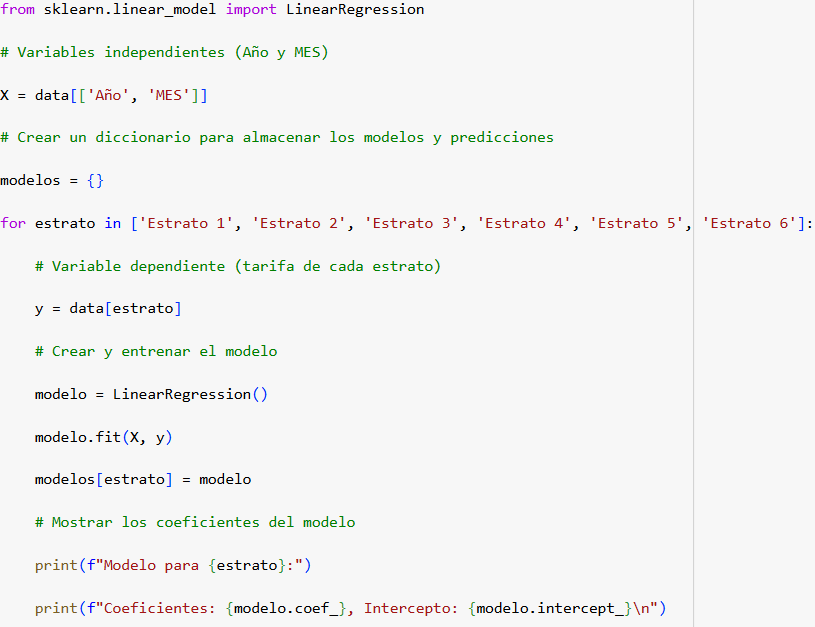 from sklearn.linear_model import LinearRegression
# Variables independientes (Año y MES)
X = data[['Año', 'MES']]
# Crear un diccionario para almacenar los modelos y predicciones
modelos = {}
for estrato in ['Estrato 1', 'Estrato 2', 'Estrato 3', 'Estrato 4', 'Estrato 5', 'Estrato 6']:
    # Variable dependiente (tarifa de cada estrato)
    y = data[estrato]
    # Crear y entrenar el modelo
    modelo = LinearRegression()
    modelo.fit(X, y)
    modelos[estrato] = modelo
    # Mostrar los coeficientes del modelo
    print(f"Modelo para {estrato}:")
    print(f"Coeficientes: {modelo.coef_}, Intercepto: {modelo.intercept_}\n")